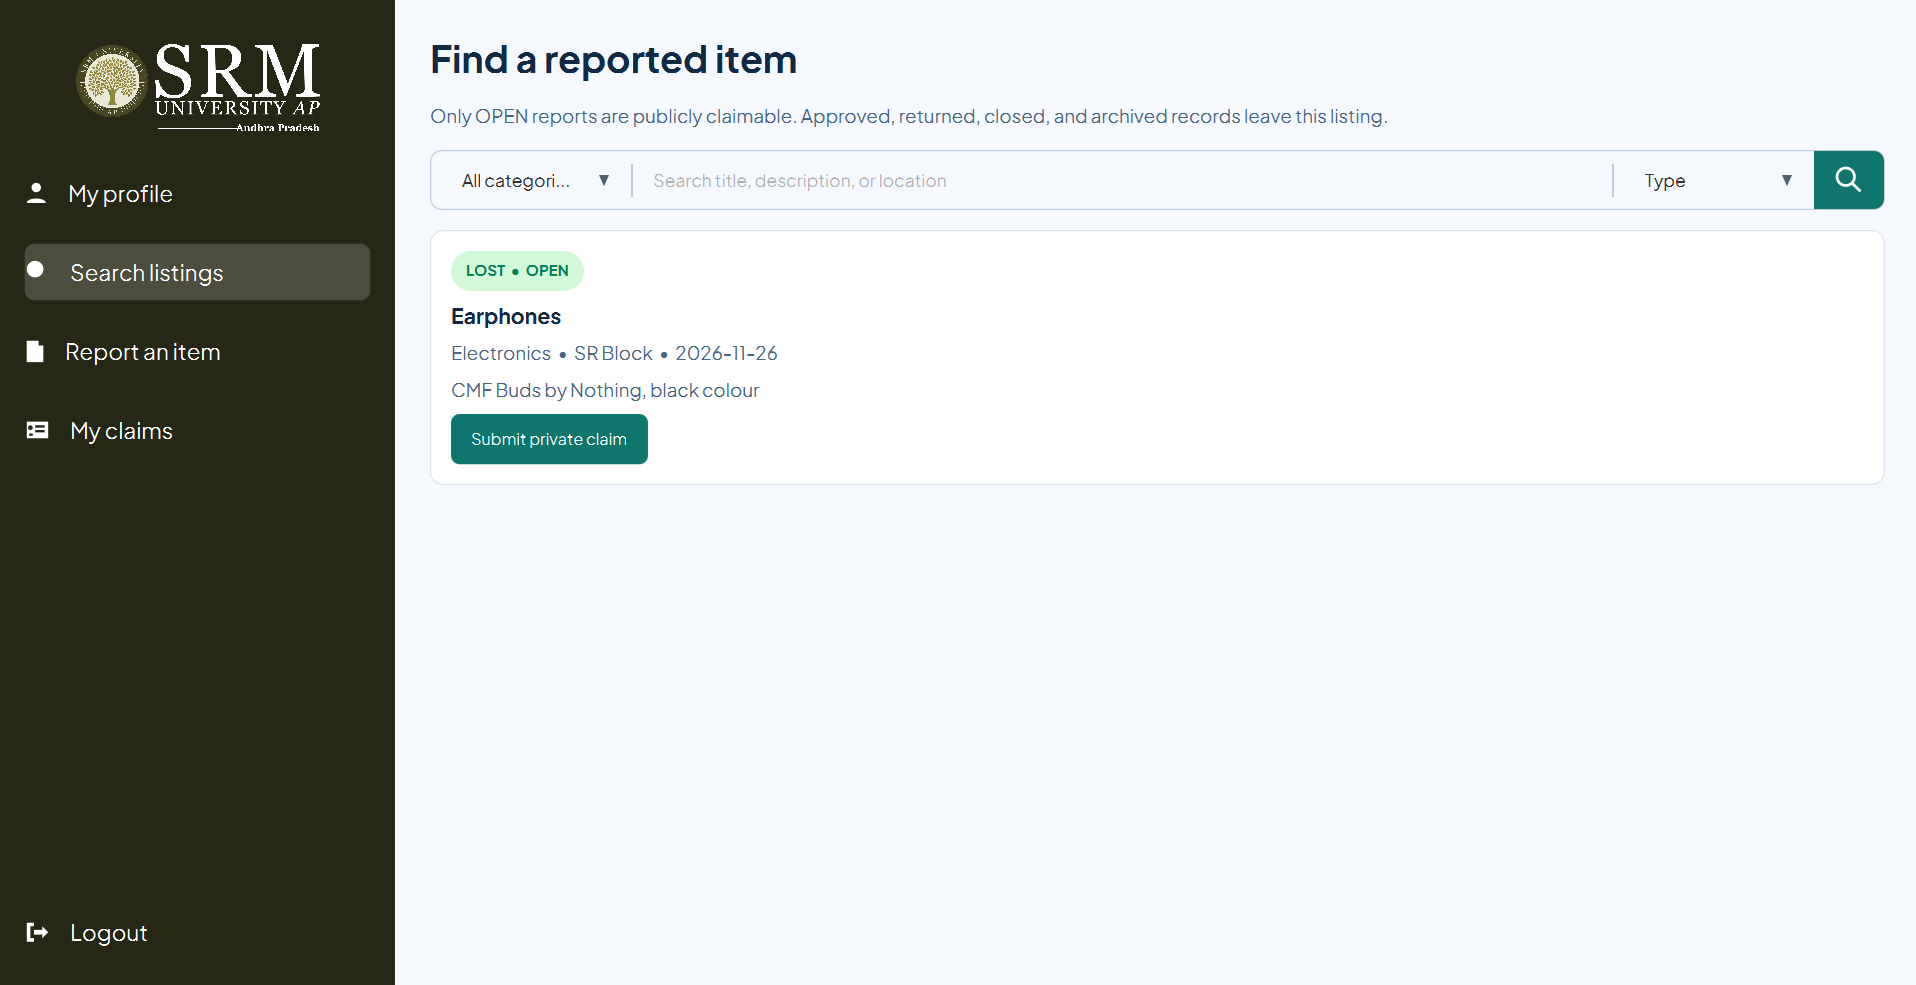 SRM
UNIVERSITY AP
Andhra Pradesh
My profile
Search listings
Report an item
My claims
Logout
Find a reported item
Only OPEN reports are publicly claimable. Approved, returned, closed, and archived records leave this listing.
All categori... ▼ Search title, description, or location Type ▼
LOST • OPEN
Earphones
Electronics • SR Block • 2026-11-26
CMF Buds by Nothing, black colour
Submit private claim